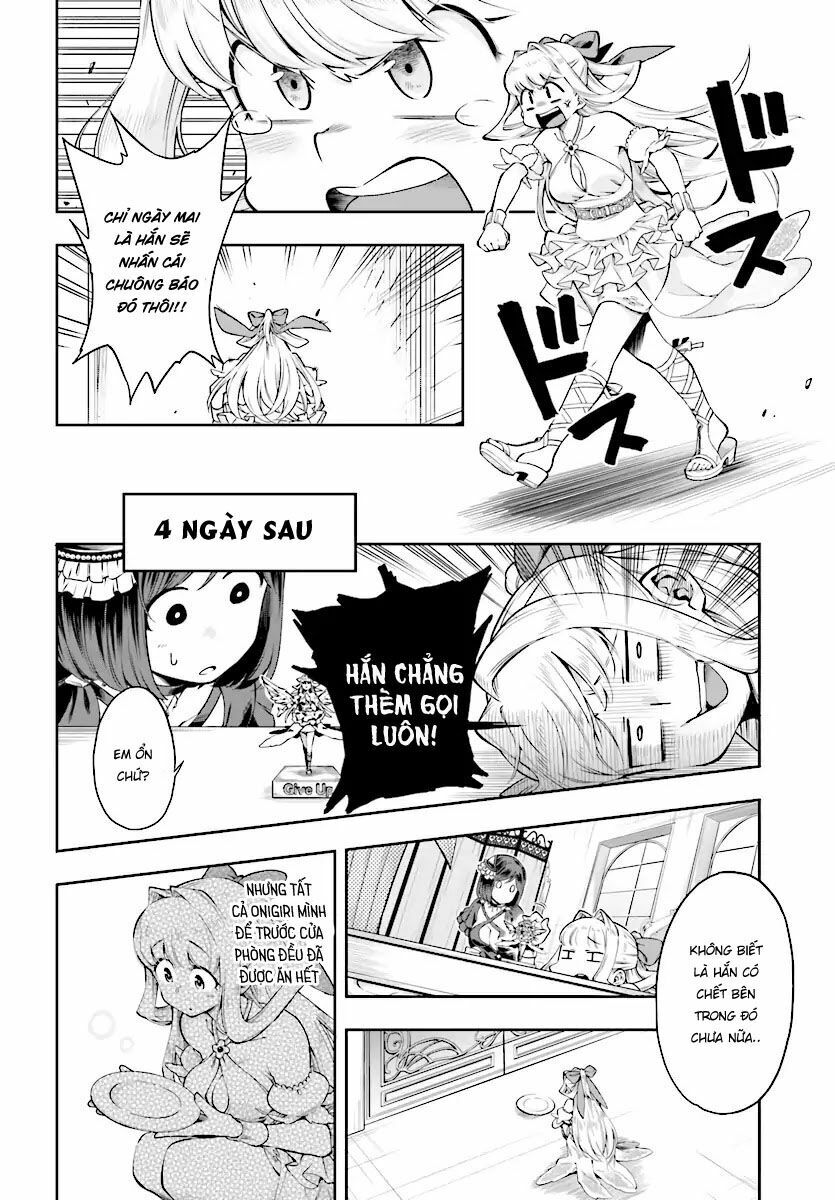 CHỈ NGÀY MAI
LÀ HẮN SẼ
NHẤN CÁI
CHUÔNG BÁO
ĐÓ THÔI!!
ドス
ドス
4 NGÀY SAU
HẮN CHẲNG
THÈM GỌI
LUÔN!
EM ỔN
CHỨ?
Give Up
KHÔNG BIẾT
LÀ HẮN CÓ
CHẾT BÊN
TRONG ĐÓ
CHƯA NỮA..
NHƯNG TẤT
CẢ ONIGIRI MÌNH
ĐỂ TRƯỚC CỬA
PHÒNG ĐỀU ĐÃ
ĐƯỢC ĂN HẾT